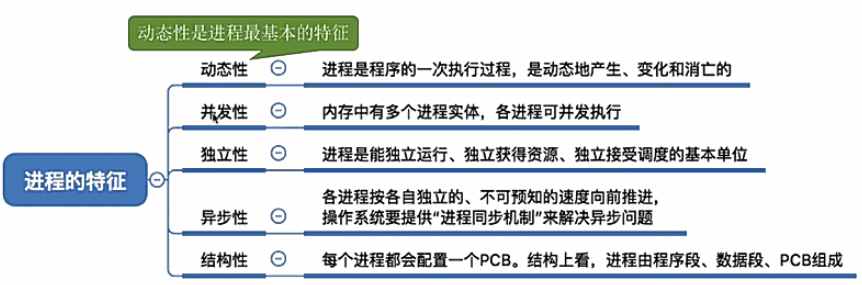 动态性是进程最基本的特征
动态性
进程是程序的一次执行过程，是动态地产生、变化和消亡的
并发性
内存中有多个进程实体，各进程可并发执行
进程的特征
独立性
进程是能独立运行、独立获得资源、独立接受调度的基本单位
异步性
各进程按各自独立的、不可预知的速度向前推进，
操作系统要提供“进程同步机制”来解决异步问题
结构性
每个进程都会配置一个PCB。结构上看，进程由程序段、数据段、PCB组成